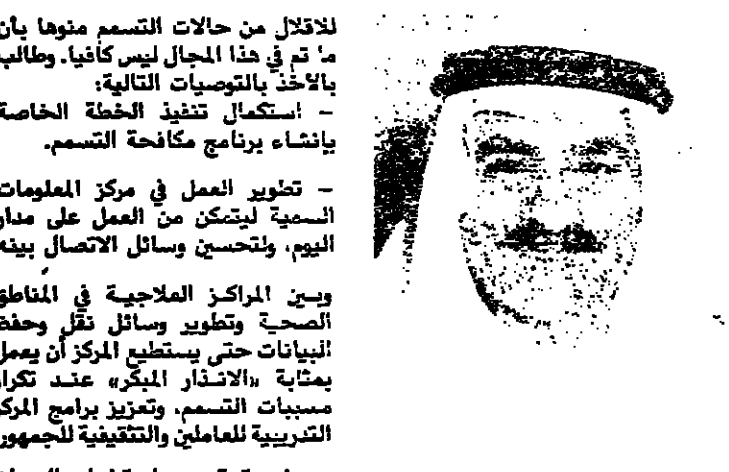 للاقلال من حالات التسمم منوها بأن
ما تم في هذا المجال ليس كافيا. وطالب
بالأخذ بالتوصيات التالية:
– استكمال تنفيذ الخطة الخاصة
بإنشاء برنامج مكافحة التسمم.
– تطوير العمل في مركز المعلومات
السمية ليتمكن من العمل على مدار
اليوم، ولتحسين وسائل الاتصال بينه
وبين المراكز العلاجية في المناطق
الصحية وتطوير وسائل نقل وحفظ
البيانات حتى يستطيع المركز أن يعمل
بمثابة «الانذار المبكر» عند تكرار
مسببات التسمم، وتعزيز برامج المركز
التدريبية للعاملين والتثقيفية للجمهور